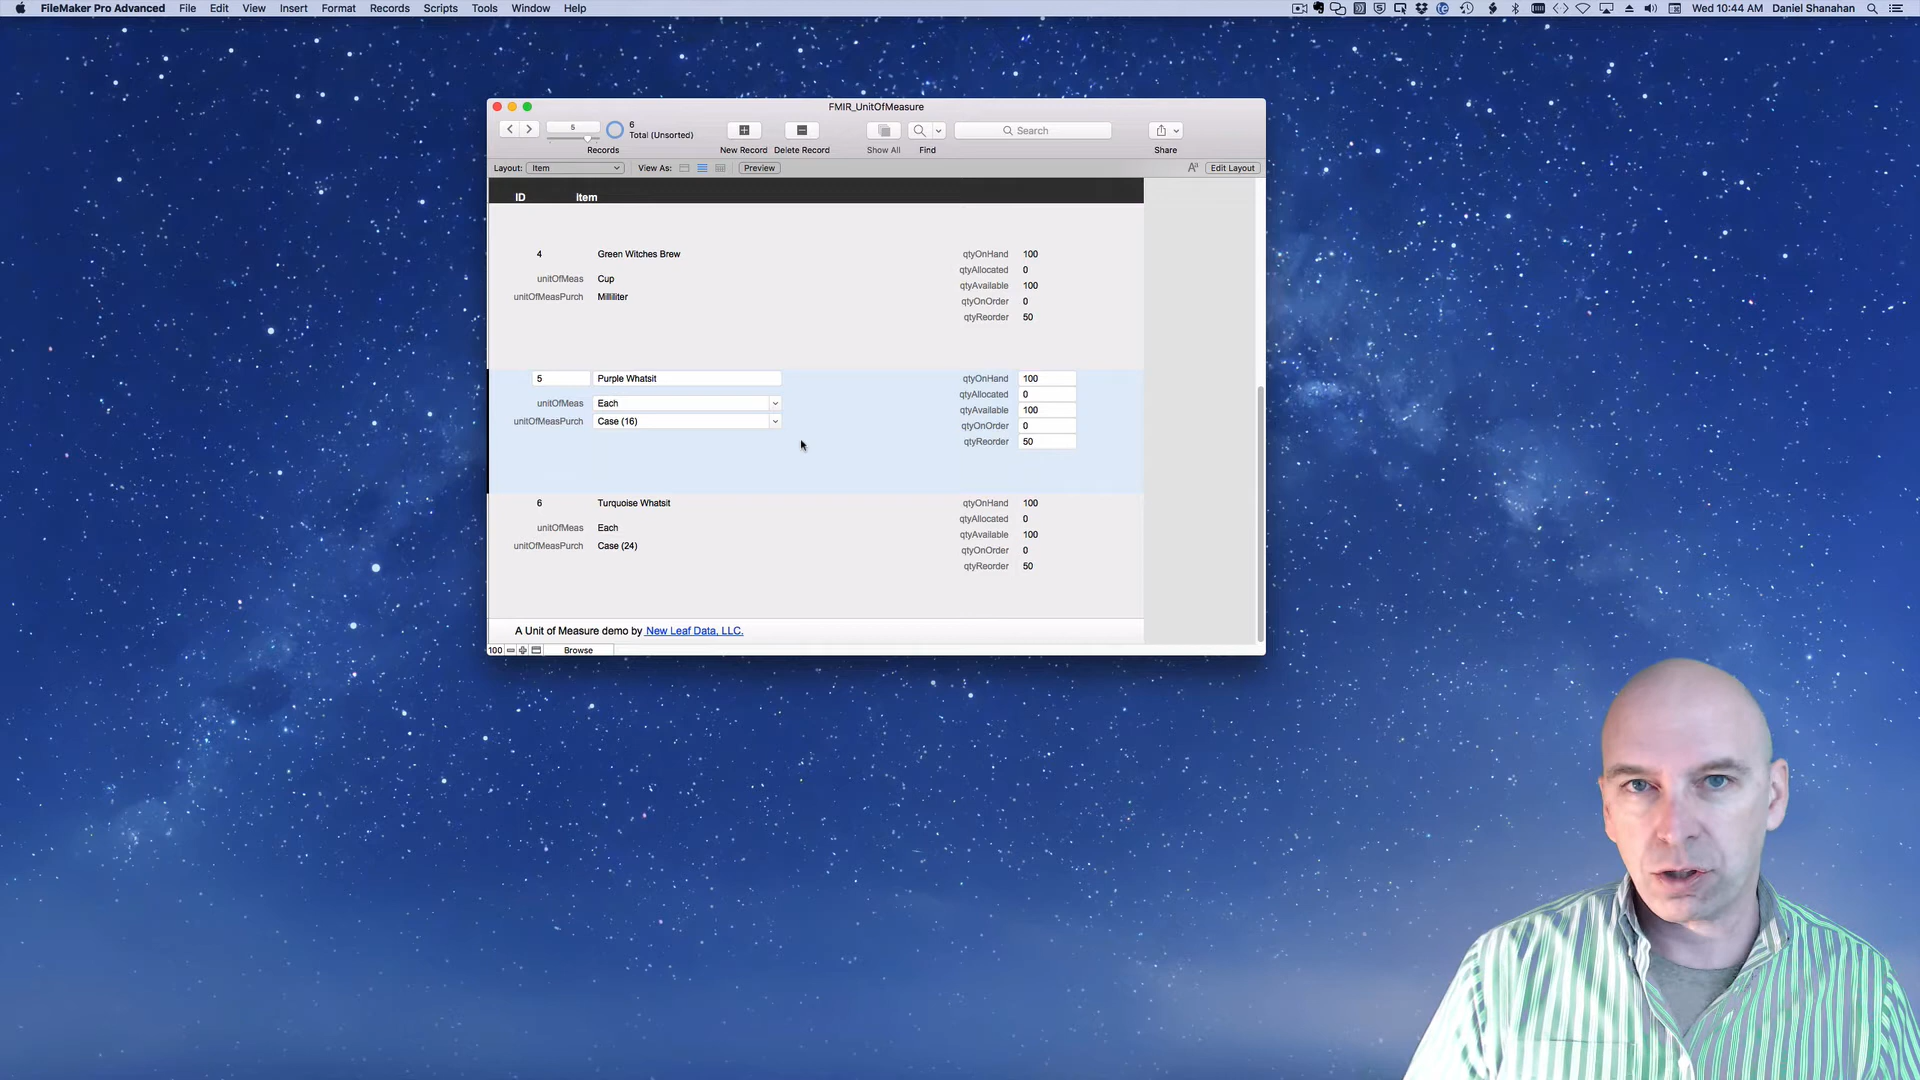 FileMaker Pro Advanced File Edit View Insert Format Records Scripts Tools Window Help Wed 10:44 AM Daniel Shanahan
FMIR_UnitOfMeasure
5 6 Total (Unsorted) Search
Records New Record Delete Record Show All Find Share
Layout: Item View As: Preview Aa Edit Layout
ID Item
4 Green Witches Brew qtyOnHand 100
qtyAllocated 0
unitOfMeas Cup
qtyAvailable 100
unitOfMeasPurch Milliliter
qtyOnOrder 0
qtyReorder 50
5 Purple Whatsit qtyOnHand 100
qtyAllocated 0
unitOfMeas Each
qtyAvailable 100
unitOfMeasPurch Case (16)
qtyOnOrder 0
qtyReorder 50
6 Turquoise Whatsit qtyOnHand 100
qtyAllocated 0
unitOfMeas Each
qtyAvailable 100
unitOfMeasPurch Case (24)
qtyOnOrder 0
qtyReorder 50
A Unit of Measure demo by New Leaf Data, LLC.
100 Browse